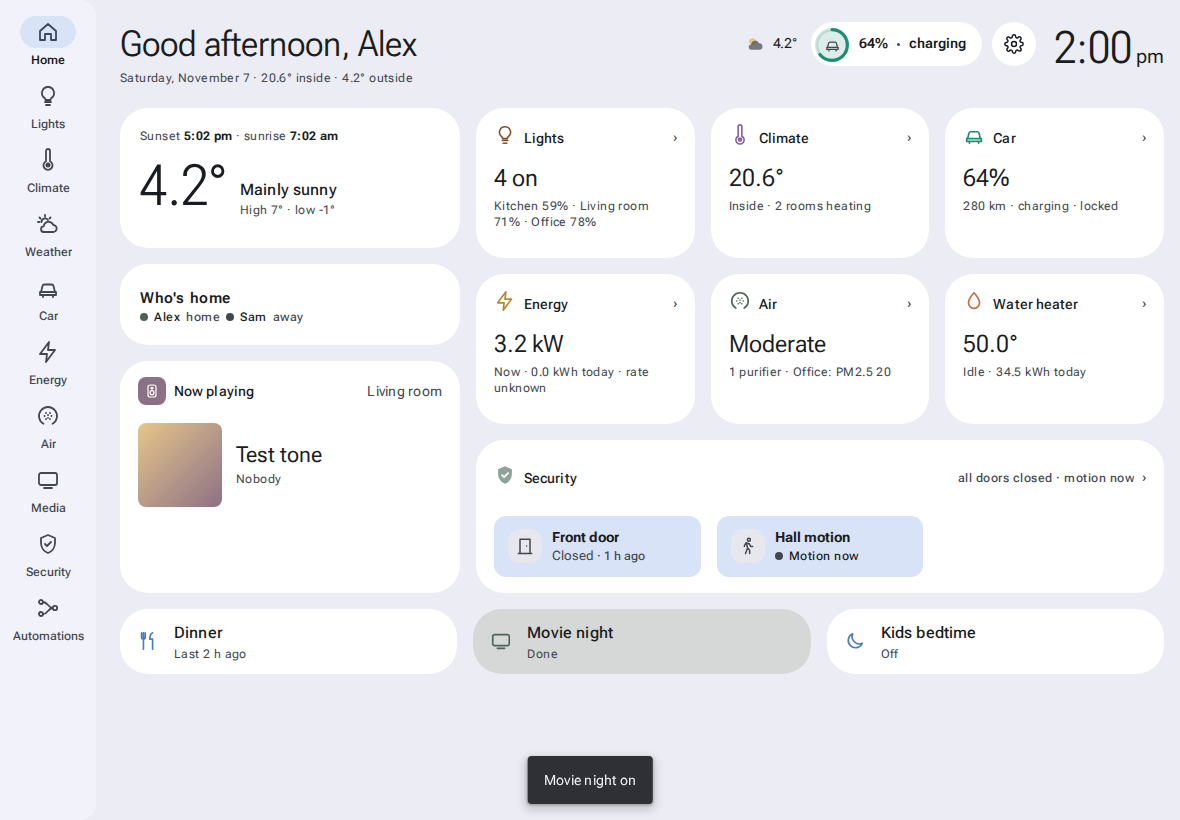 Home
Lights
Climate
Weather
Car
Energy
Air
Media
Security
Automations
Good afternoon, Alex
Saturday, November 7 · 20.6° inside · 4.2° outside
4.2°
64% · charging
2:00 pm
Sunset 5:02 pm · sunrise 7:02 am
4.2°
Mainly sunny
High 7° · low -1°
Who's home
Alex home Sam away
Now playing
Living room
Test tone
Nobody
Lights
4 on
Kitchen 59% · Living room
71% · Office 78%
Climate
20.6°
Inside · 2 rooms heating
Car
64%
280 km · charging · locked
Energy
3.2 kW
Now · 0.0 kWh today · rate
unknown
Air
Moderate
1 purifier · Office: PM2.5 20
Water heater
50.0°
Idle · 34.5 kWh today
Security
all doors closed · motion now
Front door
Closed · 1 h ago
Hall motion
Motion now
Dinner
Last 2 h ago
Movie night
Done
Kids bedtime
Off
Movie night on